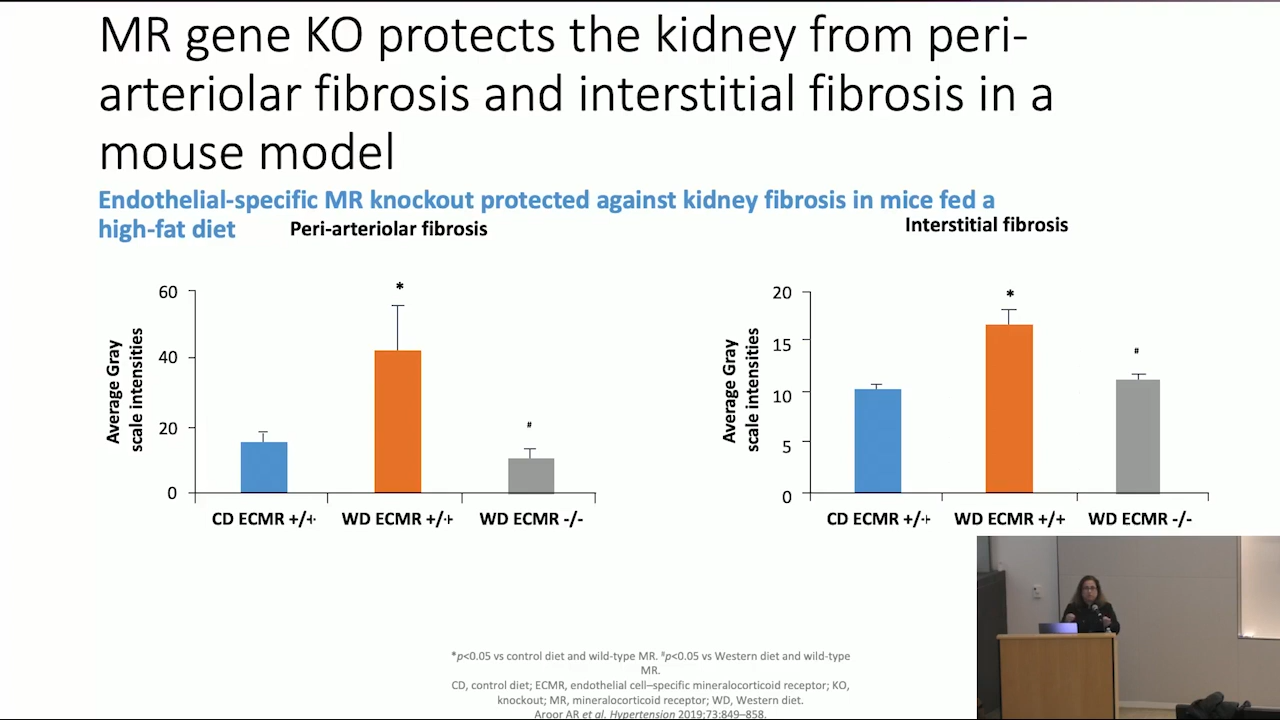 MR gene KO protects the kidney from peri-
arteriolar fibrosis and interstitial fibrosis in a
mouse model
Endothelial-specific MR knockout protected against kidney fibrosis in mice fed a
high-fat diet
Peri-arteriolar fibrosis
Average Gray
scale intensities
60
40
20
0
*
#
CD ECMR +/+
WD ECMR +/+
WD ECMR -/-
Interstitial fibrosis
Average Gray
scale intensities
20
15
10
5
0
*
#
CD ECMR +/+
WD ECMR +/+
WD ECMR -/-
*p<0.05 vs control diet and wild-type MR. #p<0.05 vs Western diet and wild-type
MR.
CD, control diet; ECMR, endothelial cell–specific mineralocorticoid receptor; KO,
knockout; MR, mineralocorticoid receptor; WD, Western diet.
Aroor AR et al. Hypertension 2019;73:849–858.